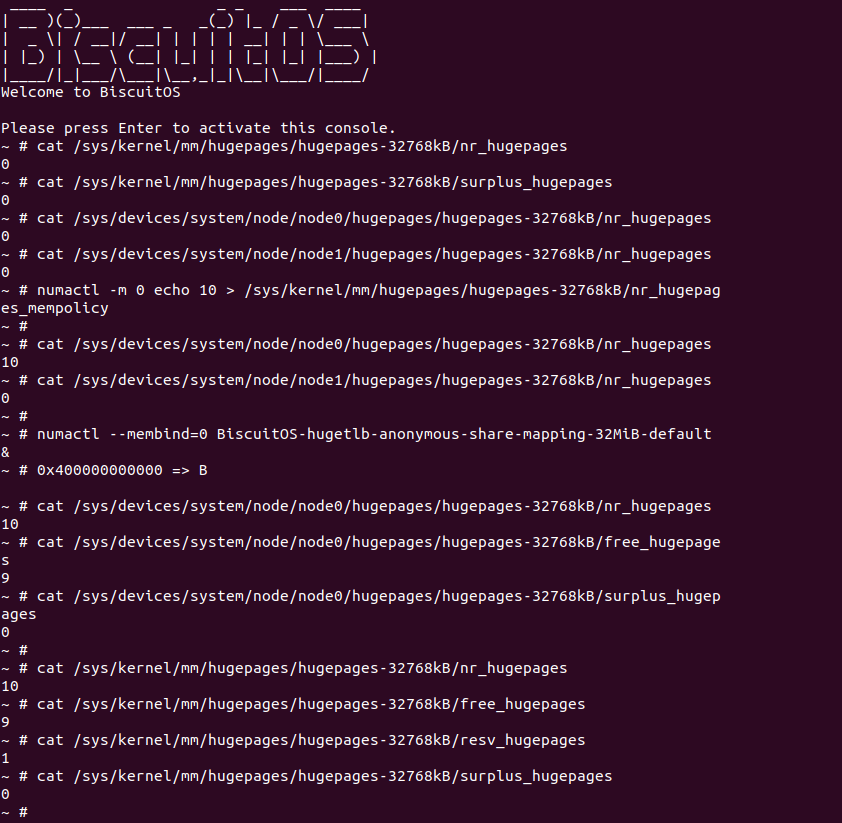 ____  _                _ _    ___  ____
| __ )(_)___  ___ _   _(_) |_ / _ \/ ___|
|  _ \| / __|/ __| | | | | __| | | \___ \
| |_) | \__ \ (__| |_| | | |_| |_| |___) |
|____/|_|___/\___|\__,_|_|\__|\___/|____/
Welcome to BiscuitOS
Please press Enter to activate this console.
~ # cat /sys/kernel/mm/hugepages/hugepages-32768kB/nr_hugepages
0
~ # cat /sys/kernel/mm/hugepages/hugepages-32768kB/surplus_hugepages
0
~ # cat /sys/devices/system/node/node0/hugepages/hugepages-32768kB/nr_hugepages
0
~ # cat /sys/devices/system/node/node1/hugepages/hugepages-32768kB/nr_hugepages
0
~ # numactl -m 0 echo 10 > /sys/kernel/mm/hugepages/hugepages-32768kB/nr_hugepag
es_mempolicy
~ #
~ # cat /sys/devices/system/node/node0/hugepages/hugepages-32768kB/nr_hugepages
10
~ # cat /sys/devices/system/node/node1/hugepages/hugepages-32768kB/nr_hugepages
0
~ #
~ # numactl --membind=0 BiscuitOS-hugetlb-anonymous-share-mapping-32MiB-default
&
~ # 0x400000000000 => B
~ # cat /sys/devices/system/node/node0/hugepages/hugepages-32768kB/nr_hugepages
10
~ # cat /sys/devices/system/node/node0/hugepages/hugepages-32768kB/free_hugepage
s
9
~ # cat /sys/devices/system/node/node0/hugepages/hugepages-32768kB/surplus_hugep
ages
0
~ #
~ # cat /sys/kernel/mm/hugepages/hugepages-32768kB/nr_hugepages
10
~ # cat /sys/kernel/mm/hugepages/hugepages-32768kB/free_hugepages
9
~ # cat /sys/kernel/mm/hugepages/hugepages-32768kB/resv_hugepages
1
~ # cat /sys/kernel/mm/hugepages/hugepages-32768kB/surplus_hugepages
0
~ #